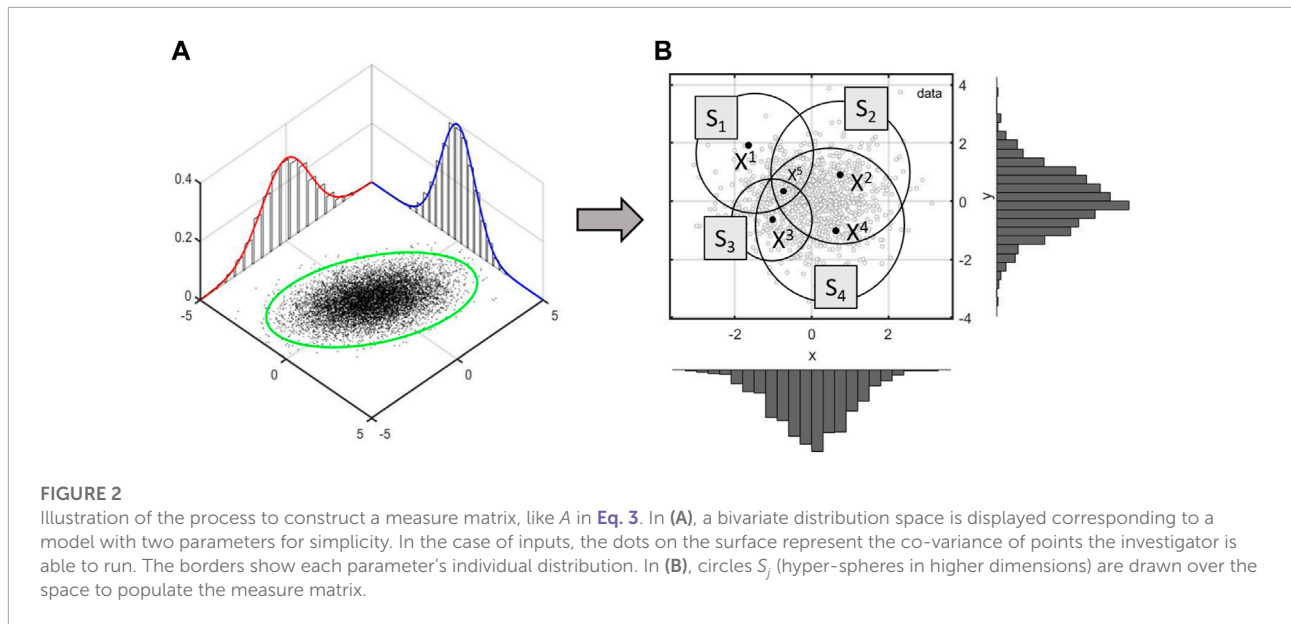 A
0.4
0.2
0
-5
0
5
-5
0
5
B
data
S1
S2
X1
X5
X2
X3
X4
S3
S4
4
2
0
-2
-4
y
-2
0
2
x
FIGURE 2
Illustration of the process to construct a measure matrix, like A in Eq. 3. In (A), a bivariate distribution space is displayed corresponding to a
model with two parameters for simplicity. In the case of inputs, the dots on the surface represent the co-variance of points the investigator is
able to run. The borders show each parameter's individual distribution. In (B), circles Sj (hyper-spheres in higher dimensions) are drawn over the
space to populate the measure matrix.